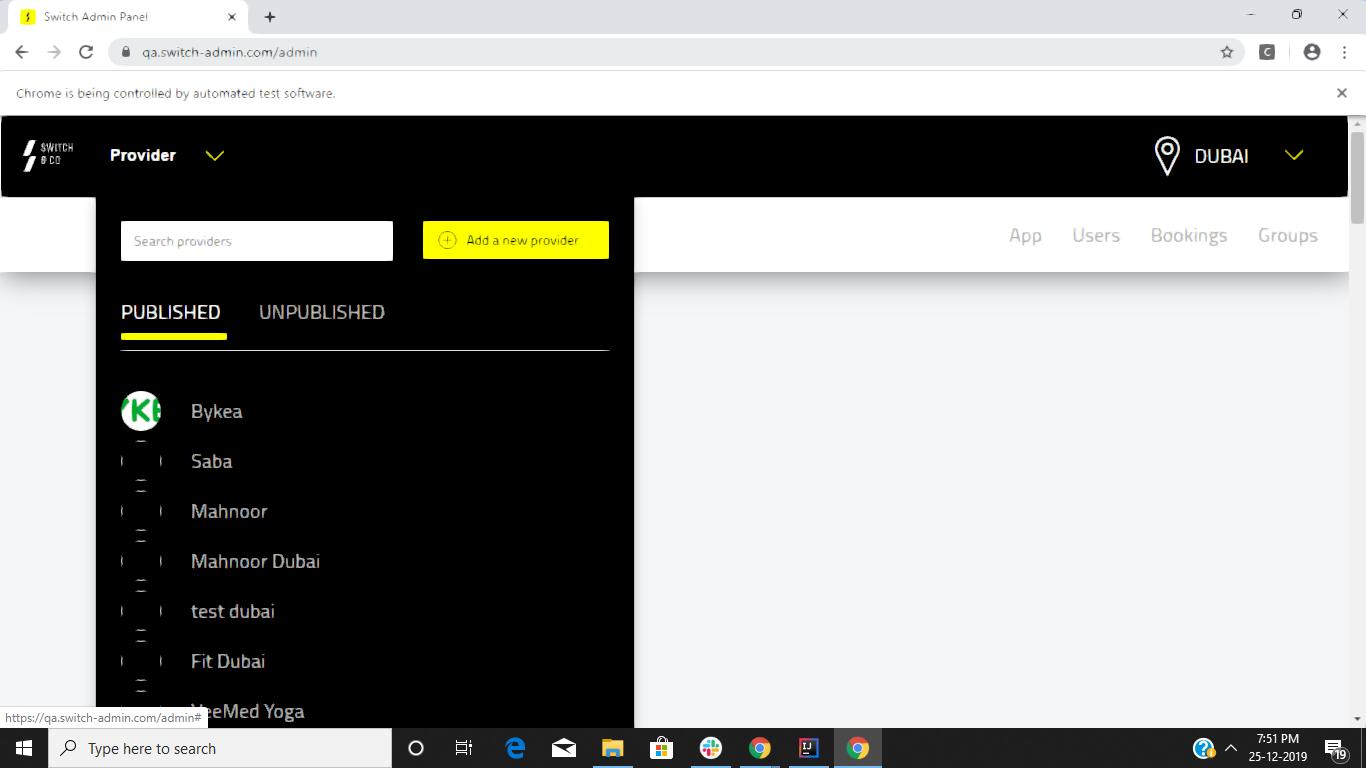 Switch Admin Panel
qa.switch-admin.com/admin
C
Chrome is being controlled by automated test software.
SWITCH
& CO
Provider
DUBAI
Search providers
Add a new provider
App
Users
Bookings
Groups
PUBLISHED
UNPUBLISHED
Bykea
Saba
Mahnoor
Mahnoor Dubai
test dubai
Fit Dubai
VeeMed Yoga
https://qa.switch-admin.com/admin#
Type here to search
IJ
7:51 PM
25-12-2019
19